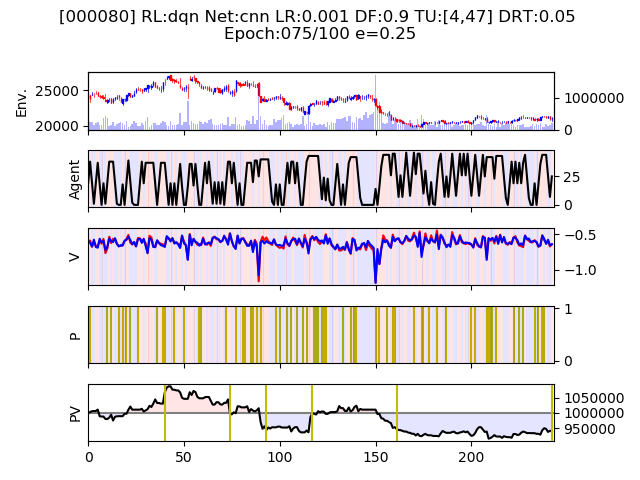 [000080] RL:dqn Net:cnn LR:0.001 DF:0.9 TU:[4,47] DRT:0.05
Epoch:075/100 e=0.25
Env.
25000
20000
1000000
0
Agent
25
0
V
−0.5
−1.0
P
1
0
PV
1050000
1000000
950000
0 50 100 150 200